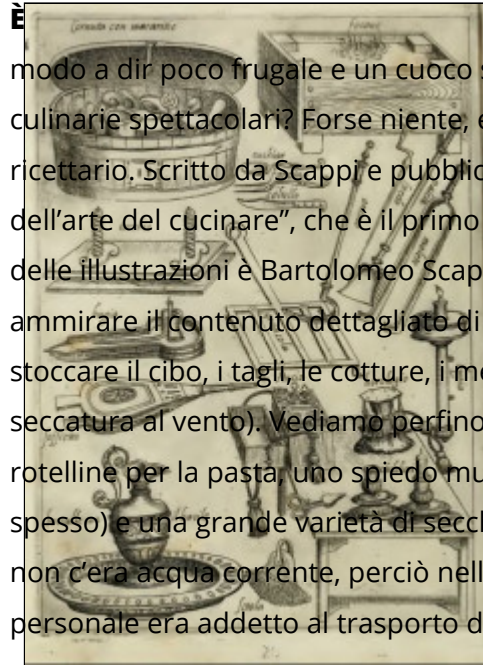 È
modo a dir poco frugale e un cuoco
culinarie spettacolari? Forse niente,
ricettario. Scritto da Scappi e pubblic
dell’arte del cucinare”, che è il primo
delle illustrazioni è Bartolomeo Scap
ammirare il contenuto dettagliato di
stoccare il cibo, i tagli, le cotture, i
seccatura al vento). Vediamo perfino
rotelline per la pasta, uno spiedo mu
spesso) e una grande varietà di secch
non c’era acqua corrente, perciò nell
personale era addetto al trasporto d